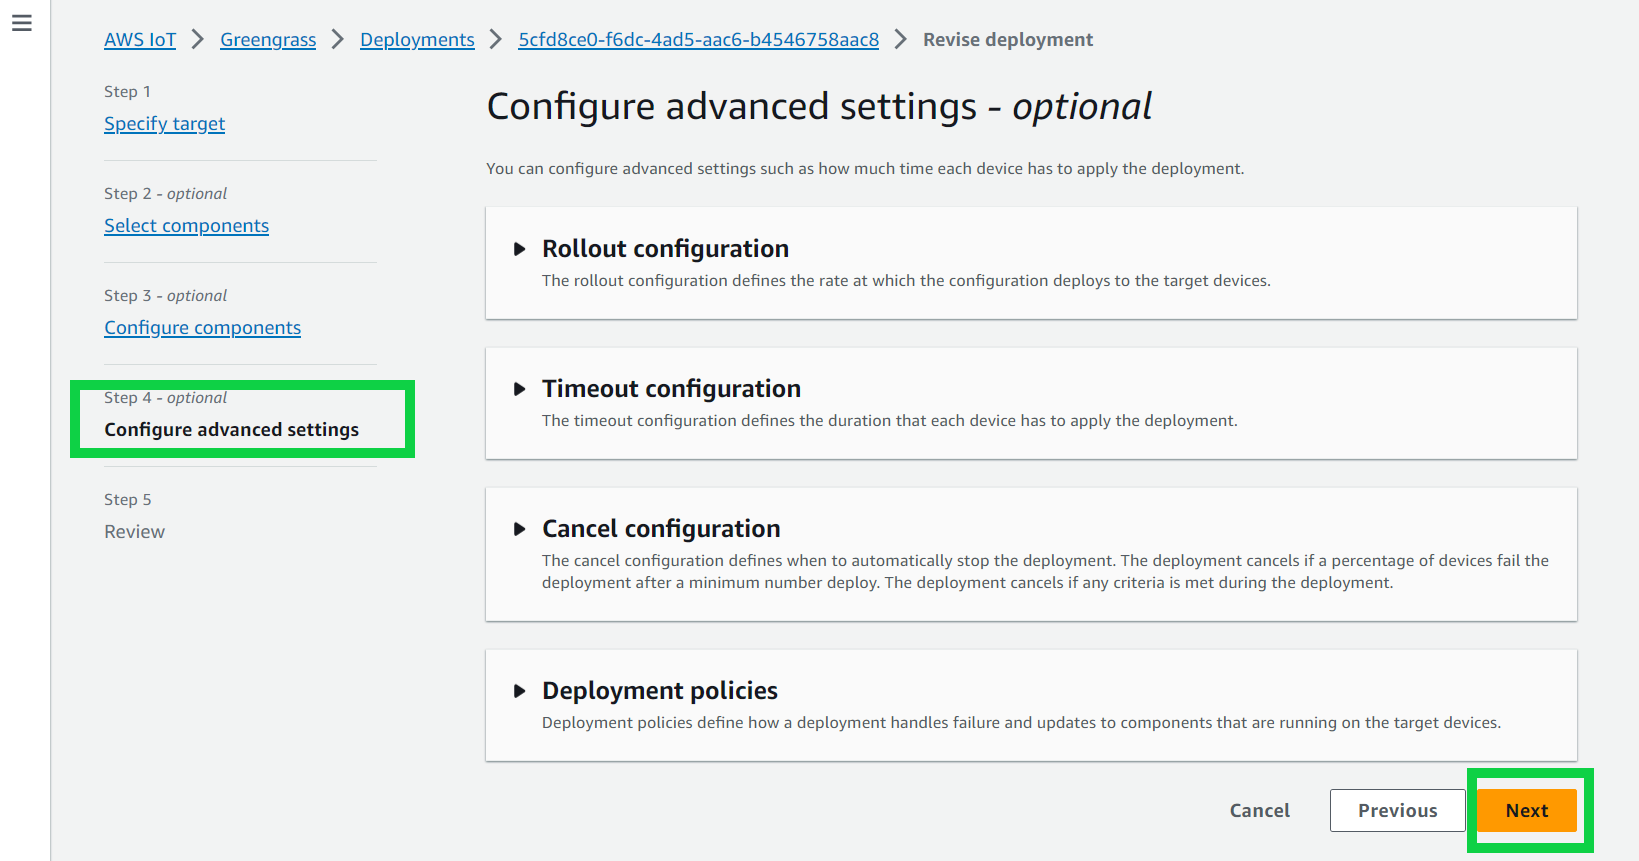 AWS IoT > Greengrass > Deployments > 5cfd8ce0-f6dc-4ad5-aac6-b4546758aac8 > Revise deployment
Step 1
Specify target
Step 2 - optional
Select components
Step 3 - optional
Configure components
Step 4 - optional
Configure advanced settings
Step 5
Review
Configure advanced settings - optional
You can configure advanced settings such as how much time each device has to apply the deployment.
Rollout configuration
The rollout configuration defines the rate at which the configuration deploys to the target devices.
Timeout configuration
The timeout configuration defines the duration that each device has to apply the deployment.
Cancel configuration
The cancel configuration defines when to automatically stop the deployment. The deployment cancels if a percentage of devices fail the
deployment after a minimum number deploy. The deployment cancels if any criteria is met during the deployment.
Deployment policies
Deployment policies define how a deployment handles failure and updates to components that are running on the target devices.
Cancel Previous Next